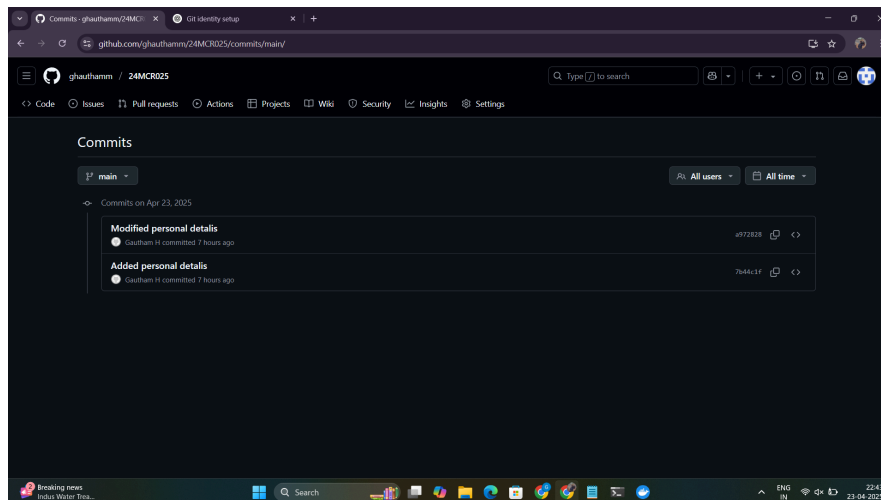 Commits · ghauthamm/24MCR
Git identity setup
github.com/ghauthamm/24MCR025/commits/main/
ghauthamm / 24MCR025
Type / to search
Code
Issues
Pull requests
Actions
Projects
Wiki
Security
Insights
Settings
Commits
main
All users
All time
Commits on Apr 23, 2025
Modified personal detalis
Gautham H committed 7 hours ago
a972828
Added personal detalis
Gautham H committed 7 hours ago
7b44c1f
2
Breaking news
Indus Water Trea...
Search
ENG
IN
22:43
23-04-2025